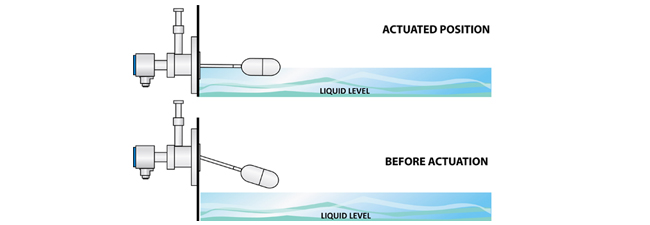 ACTUATED POSITION
LIQUID LEVEL
BEFORE ACTUATION
LIQUID LEVEL